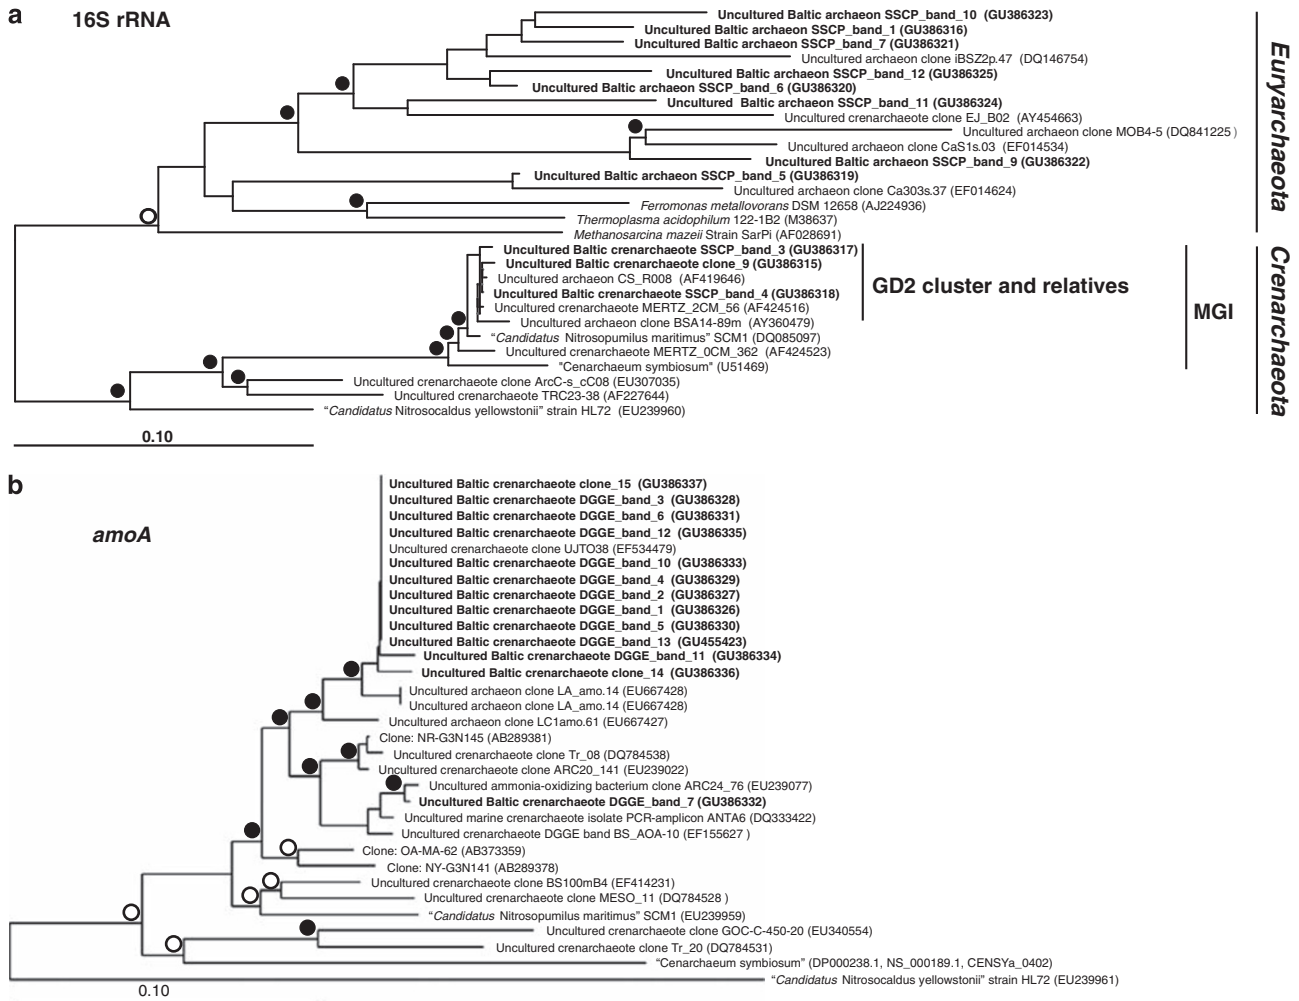 a
16S rRNA
Uncultured Baltic archaeon SSCP_band_10 (GU386323)
Uncultured Baltic archaeon SSCP_band_1 (GU386316)
Uncultured Baltic archaeon SSCP_band_7 (GU386321)
Uncultured archaeon clone iBSZ2p.47 (DQ146754)
Uncultured Baltic archaeon SSCP_band_12 (GU386325)
Uncultured Baltic archaeon SSCP_band_6 (GU386320)
Uncultured Baltic archaeon SSCP_band_11 (GU386324)
Uncultured crenarchaeote clone EJ_B02 (AY454663)
Uncultured archaeon clone MOB4-5 (DQ841225)
Uncultured archaeon clone CaS1s.03 (EF014534)
Uncultured Baltic archaeon SSCP_band_9 (GU386322)
Uncultured Baltic archaeon SSCP_band_5 (GU386319)
Uncultured archaeon clone Ca303s.37 (EF014624)
Ferromonas metallovorans DSM 12658 (AJ224936)
Thermoplasma acidophilum 122-1B2 (M38637)
Methanosarcina mazeii Strain SarPi (AF028691)
Euryarchaeota
Uncultured Baltic crenarchaeote SSCP_band_3 (GU386317)
Uncultured Baltic crenarchaeote clone_9 (GU386315)
Uncultured archaeon CS_R008 (AF419646)
Uncultured Baltic crenarchaeote SSCP_band_4 (GU386318)
Uncultured crenarchaeote MERTZ_2CM_56 (AF424516)
Uncultured archaeon clone BSA14-89m (AY360479)
"Candidatus Nitrosopumilus maritimus" SCM1 (DQ085097)
Uncultured crenarchaeote MERTZ_0CM_362 (AF424523)
"Cenarchaeum symbiosum" (U51469)
Uncultured crenarchaeote clone ArcC-s_cC08 (EU307035)
Uncultured crenarchaeote TRC23-38 (AF227644)
"Candidatus Nitrosocaldus yellowstonii" strain HL72 (EU239960)
GD2 cluster and relatives
MGI
Crenarchaeota
0.10
b
amoA
Uncultured Baltic crenarchaeote clone_15 (GU386337)
Uncultured Baltic crenarchaeote DGGE_band_3 (GU386328)
Uncultured Baltic crenarchaeote DGGE_band_6 (GU386331)
Uncultured Baltic crenarchaeote DGGE_band_12 (GU386335)
Uncultured crenarchaeote clone UJTO38 (EF534479)
Uncultured Baltic crenarchaeote DGGE_band_10 (GU386333)
Uncultured Baltic crenarchaeote DGGE_band_4 (GU386329)
Uncultured Baltic crenarchaeote DGGE_band_2 (GU386327)
Uncultured Baltic crenarchaeote DGGE_band_1 (GU386326)
Uncultured Baltic crenarchaeote DGGE_band_5 (GU386330)
Uncultured Baltic crenarchaeote DGGE_band_13 (GU455423)
Uncultured Baltic crenarchaeote DGGE_band_11 (GU386334)
Uncultured Baltic crenarchaeote clone_14 (GU386336)
Uncultured archaeon clone LA_amo.14 (EU667428)
Uncultured archaeon clone LA_amo.14 (EU667428)
Uncultured archaeon clone LC1amo.61 (EU667427)
Clone: NR-G3N145 (AB289381)
Uncultured crenarchaeote clone Tr_08 (DQ784538)
Uncultured crenarchaeote clone ARC20_141 (EU239022)
Uncultured ammonia-oxidizing bacterium clone ARC24_76 (EU239077)
Uncultured Baltic crenarchaeote DGGE_band_7 (GU386332)
Uncultured marine crenarchaeote isolate PCR-amplicon ANTA6 (DQ333422)
Uncultured crenarchaeote DGGE band BS_AOA-10 (EF155627 )
Clone: OA-MA-62 (AB373359)
Clone: NY-G3N141 (AB289378)
Uncultured crenarchaeote clone BS100mB4 (EF414231)
Uncultured crenarchaeote clone MESO_11 (DQ784528 )
"Candidatus Nitrosopumilus maritimus" SCM1 (EU239959)
Uncultured crenarchaeote clone GOC-C-450-20 (EU340554)
Uncultured crenarchaeote clone Tr_20 (DQ784531)
"Cenarchaeum symbiosum" (DP000238.1, NS_000189.1, CENSYa_0402)
"Candidatus Nitrosocaldus yellowstonii" strain HL72 (EU239961)
0.10